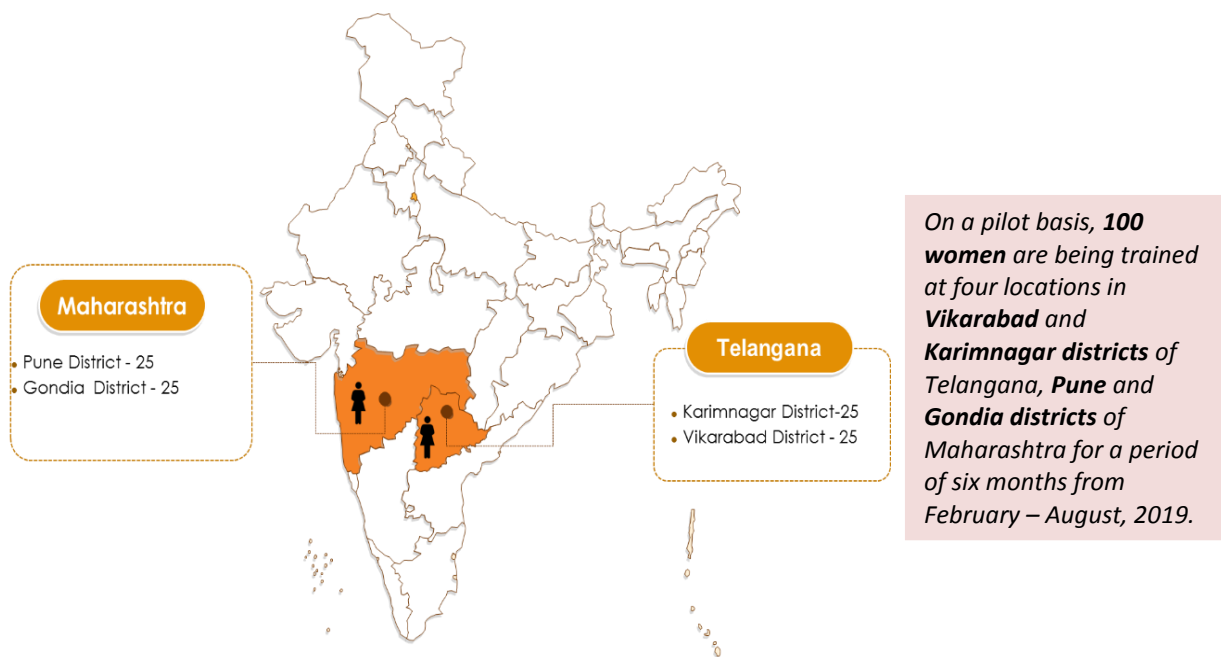 Maharashtra
• Pune District - 25
• Gondia District - 25
Telangana
• Karimnagar District-25
• Vikarabad District - 25
On a pilot basis, 100
women are being trained
at four locations in
Vikarabad and
Karimnagar districts of
Telangana, Pune and
Gondia districts of
Maharashtra for a period
of six months from
February – August, 2019.